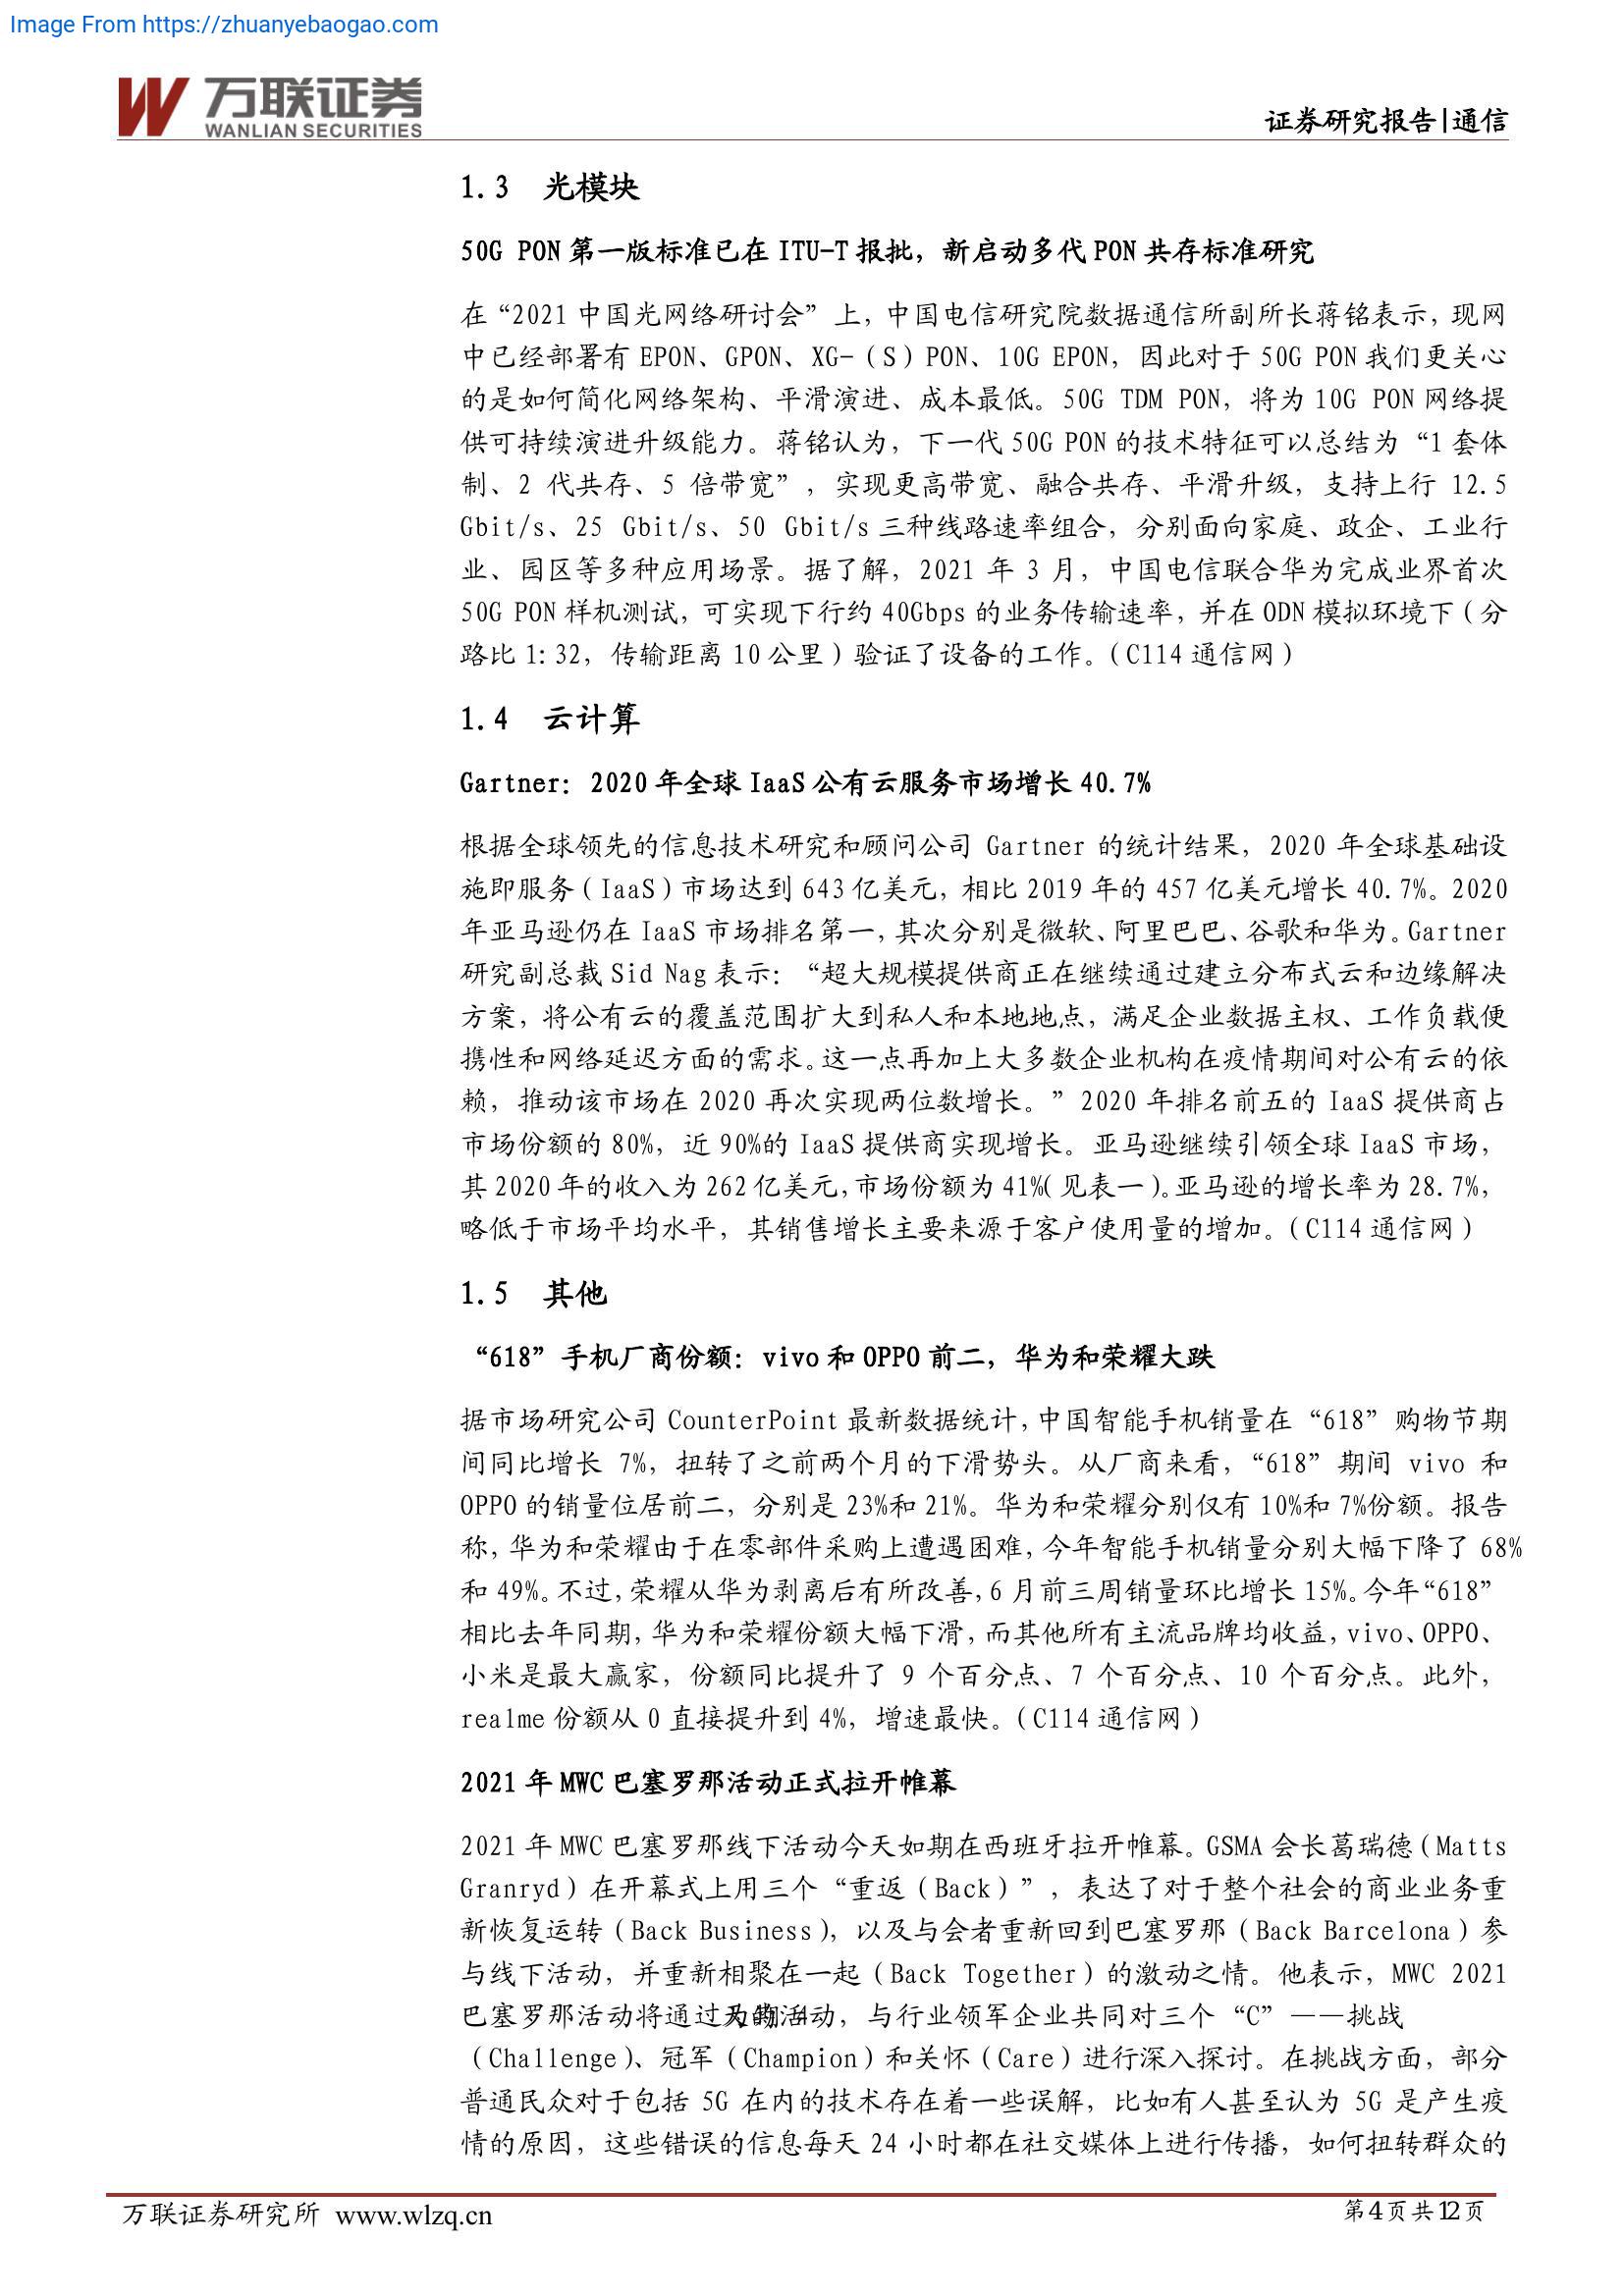 Image From https://zhuanyebaogao.com
万联证券
WANLIAN SECURITIES
证券研究报告|通信
1.3 光模块
50G PON 第一版标准已在 ITU-T 报批，新启动多代 PON 共存标准研究
在“2021 中国光网络研讨会”上，中国电信研究院数据通信所副所长蒋铭表示，现网
中已经部署有 EPON、GPON、XG-（S）PON、10G EPON，因此对于 50G PON 我们更关心
的是如何简化网络架构、平滑演进、成本最低。50G TDM PON，将为 10G PON 网络提
供可持续演进升级能力。蒋铭认为，下一代 50G PON 的技术特征可以总结为“1 套体
制、2 代共存、5 倍带宽”，实现更高带宽、融合共存、平滑升级，支持上行 12.5
Gbit/s、25 Gbit/s、50 Gbit/s 三种线路速率组合，分别面向家庭、政企、工业行
业、园区等多种应用场景。据了解，2021 年 3 月，中国电信联合华为完成业界首次
50G PON 样机测试，可实现下行约 40Gbps 的业务传输速率，并在 ODN 模拟环境下（分
路比 1:32，传输距离 10 公里）验证了设备的工作。（C114 通信网）
1.4 云计算
Gartner：2020 年全球 IaaS 公有云服务市场增长 40.7%
根据全球领先的信息技术研究和顾问公司 Gartner 的统计结果，2020 年全球基础设
施即服务（IaaS）市场达到 643 亿美元，相比 2019 年的 457 亿美元增长 40.7%。2020
年亚马逊仍在 IaaS 市场排名第一，其次分别是微软、阿里巴巴、谷歌和华为。Gartner
研究副总裁 Sid Nag 表示：“超大规模提供商正在继续通过建立分布式云和边缘解决
方案，将公有云的覆盖范围扩大到私人和本地地点，满足企业数据主权、工作负载便
携性和网络延迟方面的需求。这一点再加上大多数企业机构在疫情期间对公有云的依
赖，推动该市场在 2020 再次实现两位数增长。”2020 年排名前五的 IaaS 提供商占
市场份额的 80%，近 90%的 IaaS 提供商实现增长。亚马逊继续引领全球 IaaS 市场，
其 2020 年的收入为 262 亿美元，市场份额为 41%（见表一）。亚马逊的增长率为 28.7%，
略低于市场平均水平，其销售增长主要来源于客户使用量的增加。（C114 通信网）
1.5 其他
“618”手机厂商份额：vivo 和 OPPO 前二，华为和荣耀大跌
据市场研究公司 CounterPoint 最新数据统计，中国智能手机销量在“618”购物节期
间同比增长 7%，扭转了之前两个月的下滑势头。从厂商来看，“618”期间 vivo 和
OPPO 的销量位居前二，分别是 23%和 21%。华为和荣耀分别仅有 10%和 7%份额。报告
称，华为和荣耀由于在零部件采购上遭遇困难，今年智能手机销量分别大幅下降了 68%
和 49%。不过，荣耀从华为剥离后有所改善，6 月前三周销量环比增长 15%。今年“618”
相比去年同期，华为和荣耀份额大幅下滑，而其他所有主流品牌均收益，vivo、OPPO、
小米是最大赢家，份额同比提升了 9 个百分点、7 个百分点、10 个百分点。此外，
realme 份额从 0 直接提升到 4%，增速最快。（C114 通信网）
2021 年 MWC 巴塞罗那活动正式拉开帷幕
2021 年 MWC 巴塞罗那线下活动今天如期在西班牙拉开帷幕。GSMA 会长葛瑞德（Matts
Granryd）在开幕式上用三个“重返（Back）”，表达了对于整个社会的商业业务重
新恢复运转（Back Business），以及与会者重新回到巴塞罗那（Back Barcelona）参
与线下活动，并重新相聚在一起（Back Together）的激动之情。他表示，MWC 2021
巴塞罗那活动将通过 活动，与行业领军企业共同对三个“C”——挑战
（Challenge）、冠军（Champion）和关怀（Care）进行深入探讨。在挑战方面，部分
普通民众对于包括 5G 在内的技术存在着一些误解，比如有人甚至认为 5G 是产生疫
情的原因，这些错误的信息每天 24 小时都在社交媒体上进行传播，如何扭转群众的
万联证券研究所 www.wlzq.cn
第 4 页 共 12 页